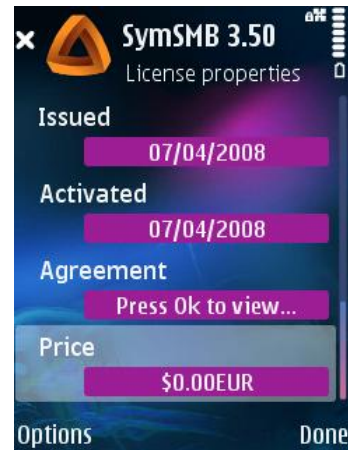 SymSMB 3.50
License properties
Issued
07/04/2008
Activated
07/04/2008
Agreement
Press Ok to view...
Price
$0.00EUR
Options Done